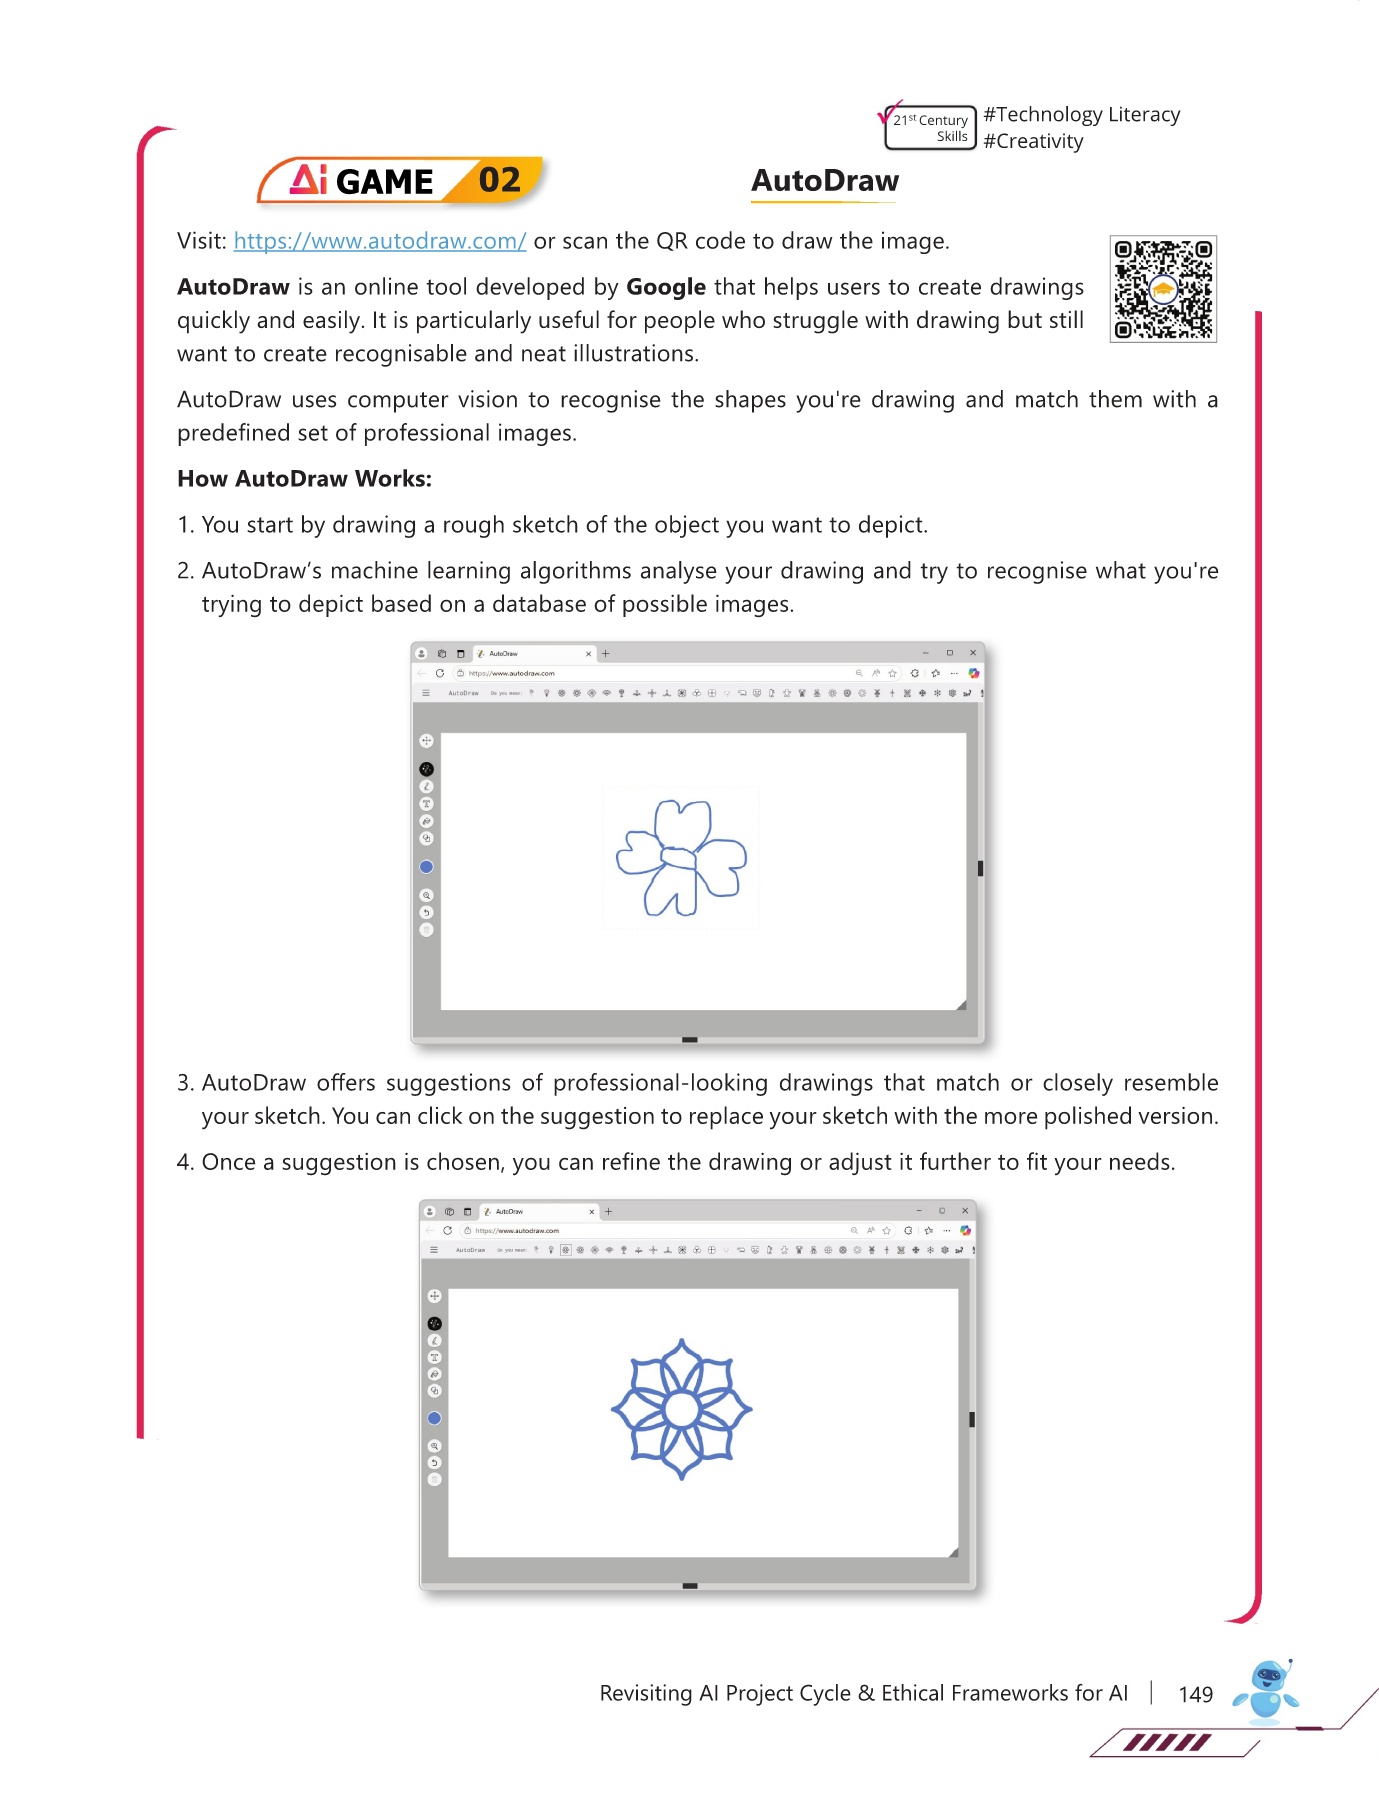 21st Century
Skills
#Technology Literacy
#Creativity
Ai GAME 02
AutoDraw
Visit: https://www.autodraw.com/ or scan the QR code to draw the image.
AutoDraw is an online tool developed by Google that helps users to create drawings
quickly and easily. It is particularly useful for people who struggle with drawing but still
want to create recognisable and neat illustrations.
AutoDraw uses computer vision to recognise the shapes you're drawing and match them with a
predefined set of professional images.
How AutoDraw Works:
1. You start by drawing a rough sketch of the object you want to depict.
2. AutoDraw’s machine learning algorithms analyse your drawing and try to recognise what you're
trying to depict based on a database of possible images.
AutoDraw
https://www.autodraw.com
AutoDraw Do you mean:
3. AutoDraw offers suggestions of professional-looking drawings that match or closely resemble
your sketch. You can click on the suggestion to replace your sketch with the more polished version.
4. Once a suggestion is chosen, you can refine the drawing or adjust it further to fit your needs.
AutoDraw
https://www.autodraw.com
AutoDraw Do you mean:
Revisiting AI Project Cycle & Ethical Frameworks for AI | 149